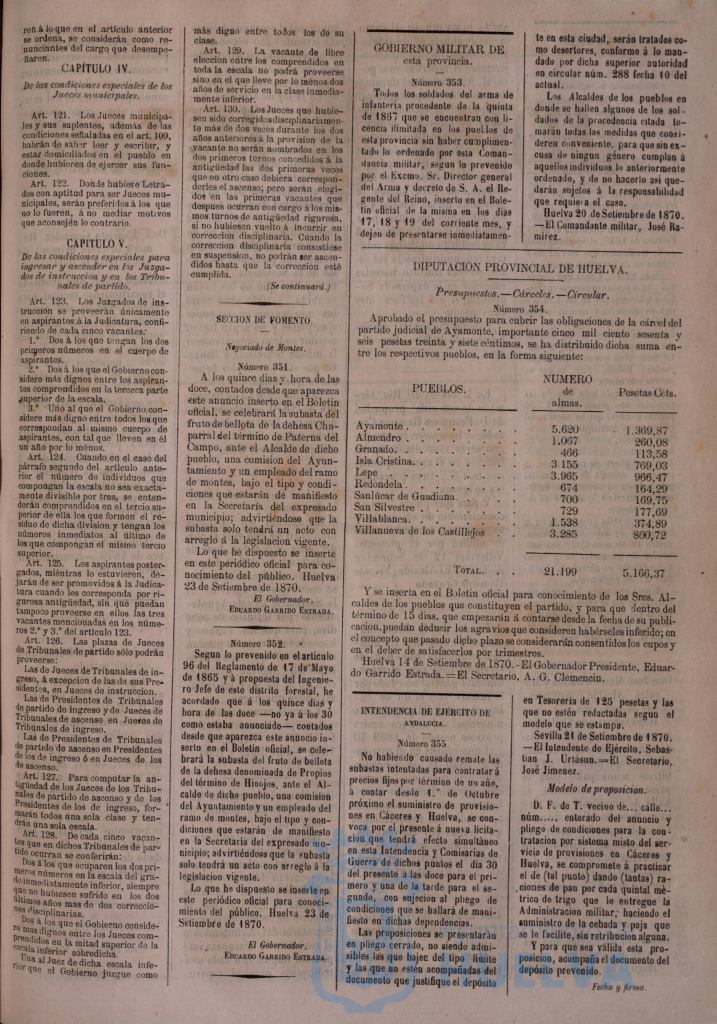 ren á lo que en el artículo anterior
se ordena, se considerán como re-
nunciantes del cargo que desempe-
ñaren.
CAPÍTULO IV.
De las condiciones especiales de los
Jueces municipales.
Art. 121. Los Jueces municipa-
les y sus suplentes, además de las
condiciones señaladas en el art. 109,
habrán de saber leer y escribir, y
estar domiciliados en el pueblo en
donde hubieren de ejercer sus fun-
ciones.
Art. 122. Donde hubiere Letra-
dos con aptitud para ser Jueces mu-
nicipales, serán preferidos á los que
no lo fueren, á no mediar motivos
que aconsejen lo contrario.
CAPITULO V.
De las condiciones especiales para
ingresar y ascender en los Juzga-
dos de instruccion y en los Tribu-
nales de partido.
Art. 123. Los Juzgados de ins-
truccion se proveerán únicamente
en aspirantes á la Judicatura, confi-
riendo de cada cinco vacantes:
1.º Dos á los que tengan los dos
primeros números en el cuerpo de
aspirantes.
2.º Dos á los que el Gobierno con-
sidere más dignos entre los aspiran-
tes comprendidos en la tercera parte
superior de la escala.
3.º Uno al que el Gobierno con-
sidere más digno entre todos los que
correspondan al mismo cuerpo de
aspirantes, con tal que lleven en él
un año por lo ménos.
Art. 124. Cuando en el caso del
párrafo segundo del artículo ante-
rior el número de individuos que
compongan la escala no sea exacta-
mente divisible por tres, se enten-
derán comprendidos en el tercio su-
perior de ella los que formen el re-
síduo de dicha division y tengan los
números inmediatos al último de
los que compongan el mismo tercio
superior.
Art. 125. Los aspirantes poster-
gados, miéntras lo estuvieren, de-
jarán de ser promovidos á la Judica-
tura cuando les corresponda por ri-
gurosa antigüedad, sin que puedan
tampoco proveerse en ellos las tres
vacantes mencionadas en los núme-
ros 2.º y 3.º del artículo 123.
Art. 126. Las plazas de Jueces
de Tribunales de partido sólo podrán
proveerse:
Las de Jueces de Tribunales de in-
greso, á excepcion de las de sus Pre-
sidentes, en Jueces de instruccion.
Las de Presidentes de Tribunales
de partido de ingreso y de Jueces de
Tribunales de ascenso en Jueces de
Tribunales de ingreso.
Las de Presidentes de Tribunales
de partido de ascenso en Presidentes
de los de ingreso ó en Jueces de los
de ascenso.
Art. 127. Para computar la an-
tigüedad de los Jueces de los Tribu-
nales de partido de ascenso y de los
Presidentes de los de ingreso, for-
marán todos una sola clase y ten-
drán una sola escala.
Art. 128. De cada cinco vacan-
tes que en dichos Tribunales de par-
tido ocurran se conferirán:
Dos á los que ocuparen los dos pri-
meros números en la escala del gra-
do inmediatamente inferior, siempre
que no hubiesen sufrido en los dos
últimos años mas de dos correccio-
nes disciplinarias.
Dos á los que el Gobierno conside-
re mas dignos entre los Jueces com-
prendidos en la mitad superior de la
escala inferior sobredicha.
Una al Juez de dicha escala infe-
rior que el Gobierno juzgue como
más digno entre todos los de su
clase.
Art. 129. La vacante de libre
eleccion entre los comprendidos en
toda la escala no podrá proveerse
sino en el que lleve por lo ménos dos
años de servicio en la clase inmedia-
tamente inferior.
Art. 130. Los Jueces que hubie-
sen sido corregidos disciplinariamen-
te más de dos veces durante los dos
años anteriores á la provision de la
vacante no serán nombrados en los
dos primeros turnos concedidos á la
antigüedad las dos primeras veces
que en otro caso debiera correspon-
derles el ascenso; pero serán elegi-
dos en las primeras vacantes que
despues ocurran con cargo á los mis-
mos turnos de antigüedad rigurosa,
si no hubiesen vuelto á incurrir en
correccion disciplinaria. Cuando la
correccion disciplinaria consistiese
en suspension, no podrán ser ascen-
didos hasta que la correccion esté
cumplida.
(Se continuará.)
SECCION DE FOMENTO.
Negociado de Montes.
Número 351.
A los quince dias y hora de las
doce, contados desde que aparezca
este anuncio inserto en el Boletin
oficial, se celebrará la subasta del
fruto de bellota de la dehesa Cha-
parral del término de Paterna del
Campo, ante el Alcalde de dicho
pueblo, una comision del Ayun-
tamiento y un empleado del ramo
de montes, bajo el tipo y condi-
ciones que estarán de manifiesto
en la Secretaría del expresado
municipio; advirtiéndose que la
subasta solo tendrá un acto con
arreglo á la legislacion vigente.
Lo que he dispuesto se inserte
en este periódico oficial para co-
nocimiento del público. Huelva
23 de Setiembre de 1870.
El Gobernador,
EDUARDO GARRIDO ESTRADA.
Número 352.
Segun lo prevenido en el artículo
96 del Reglamento de 17 de Mayo
de 1865 y á propuesta del Ingenie-
ro Jefe de este distrito forestal, he
acordado que á los quince dias y
hora de las doce —no ya á los 30
como estaba anunciado— contados
desde que aparezca este anuncio in-
serto en el Boletin oficial, se cele-
brará la subasta del fruto de bellota
de la dehesa denominada de Propios
del término de Hinojos, ante el Al-
calde de dicho pueblo, una comision
del Ayuntamiento y un empleado del
ramo de montes, bajo el tipo y con-
diciones que estarán de manifiesto
en la Secretaría del expresado mu-
nicipio; advirtiéndose que la subasta
solo tendrá un acto con arreglo á la
legislacion vigente.
Lo que he dispuesto se inserte en
este periódico oficial para conoci-
miento del público. Huelva 23 de
Setiembre de 1870.
El Gobernador,
EDUARDO GARRIDO ESTRADA.
GOBIERNO MILITAR DE
esta provincia.
Número 353.
Todos los soldados del arma de
infantería procedente de la quinta
de 1867 que se encuentran con li-
cencia ilimitada en los pueblos de
esta provincia sin haber cumplimen-
tado lo ordenado por esta Coman-
dancia militar, segun lo prevenido
por el Excmo. Sr. Director general
del Arma y decreto de S. A. el Re-
gente del Reino, inserto en el Bole-
tin oficial de la misma en los dias
17, 18 y 19 del corriente mes, y
dejen de presentarse inmediatamen-
te en esta ciudad, serán tratados co-
mo desertores, conforme á lo man-
dado por dicha superior autoridad
en circular núm. 288 fecha 10 del
actual.
Los Alcaldes de los pueblos en
donde se hallen algunos de los sol-
dados de la procedencia citada to-
marán todas las medidas que consi-
deren conveniente, para que sin ex-
cusa de ningun género cumplan á
aquellos individuos lo anteriormente
ordenado, y de no hacerlo así que-
darán sujetos á la responsabilidad
que requiera el caso.
Huelva 20 de Setiembre de 1870.
—El Comandante militar, José Ra-
mirez.
DIPUTACION PROVINCIAL DE HUELVA.
Presupuestos.—Cárceles.—Circular.
Número 354.
Aprobado el presupuesto para cubrir las obligaciones de la cárcel del
partido judicial de Ayamonte, importante cinco mil ciento sesenta y
seis pesetas treinta y siete céntimos, se ha distribuido dicha suma en-
tre los respectivos pueblos, en la forma siguiente:
PUEBLOS. NUMERO de almas. Pesetas Cénts.
Ayamonte . . . . . 5.620 1.369,87
Almendro . . . . . 1.067 260,08
Granado. . . . . . 466 113,58
Isla Cristina. . . . . 3.155 769,03
Lepe . . . . . . 3.965 966,47
Redondela . . . . . 674 164,29
Sanlúcar de Guadiana. . . . 700 169,75
San Silvestre . . . . . 729 177,69
Villablanca. . . . . 1.538 374,89
Villanueva de los Castillejos . . . 3.285 800,72
TOTAL. . . . 21.199 5.166,37
Y se inserta en el Boletin oficial para conocimiento de los Sres. Al-
caldes de los pueblos que constituyen el partido, y para que dentro del
término de 15 dias, que empezarán á contarse desde la fecha de su publi-
cacion, puedan deducir los agravios que consideren habérseles inferido; en
el concepto que pasado dicho plazo se considerarán consentidos los cupos y
en el deber de satisfacerlos por trimestres.
Huelva 14 de Setiembre de 1870.-El Gobernador Presidente, Eduar-
do Garrido Estrada.=El Secretario, A. G. Clemencin.
INTENDENCIA DE EJÉRCITO DE
ANDALUCIA.
Número 355
No habiendo causado remate las
subastas intentadas para contratar á
precios fijos por término de un año,
á contar desde 1.º de Octubre
próximo el suministro de provisio-
nes en Cáceres y Huelva, se con-
voca por el presente á nueva licita-
cion que tendrá efecto simultáneo
en esta Intendencia y Comisarias de
Guerra de dichos puntos el dia 30
del presente á las doce para el pri-
mero y una de la tarde para el se-
gundo, con sujecion al pliego de
condiciones que se hallará de mani-
fiesto en dichas dependencias.
Las proposiciones se presentarán
en pliego cerrado, no siendo admi-
sibles las que bajen del tipo límite
y las que no estén acompañadas del
documento que justifique el depósito
en Tesorería de 125 pesetas y las
que no estén redactadas segun el
modelo que se estampa.
Sevilla 21 de Setiembre de 1870.
—El Intendente de Ejército, Sebas-
tian J. Urtasun.=El Secretario,
José Jimenez.
Modelo de proposicion.
D. F. de T. vecino de... calle...
núm..... enterado del anuncio y
pliego de condiciones para la con-
tratacion por sistema misto del ser-
vicio de provisiones en Cáceres y
Huelva, se compromete á practicar
el de (tal punto) dando (tantas) ra-
ciones de pan por cada quintal mé-
trico de trigo que le entregue la
Administracion militar, haciendo el
suministro de la cebada y paja que
se le facilite, sin retribucion alguna.
Y para que sea válida esta pro-
posicion, acompaña el documento del
depósito prevenido.
Fecha y firma.